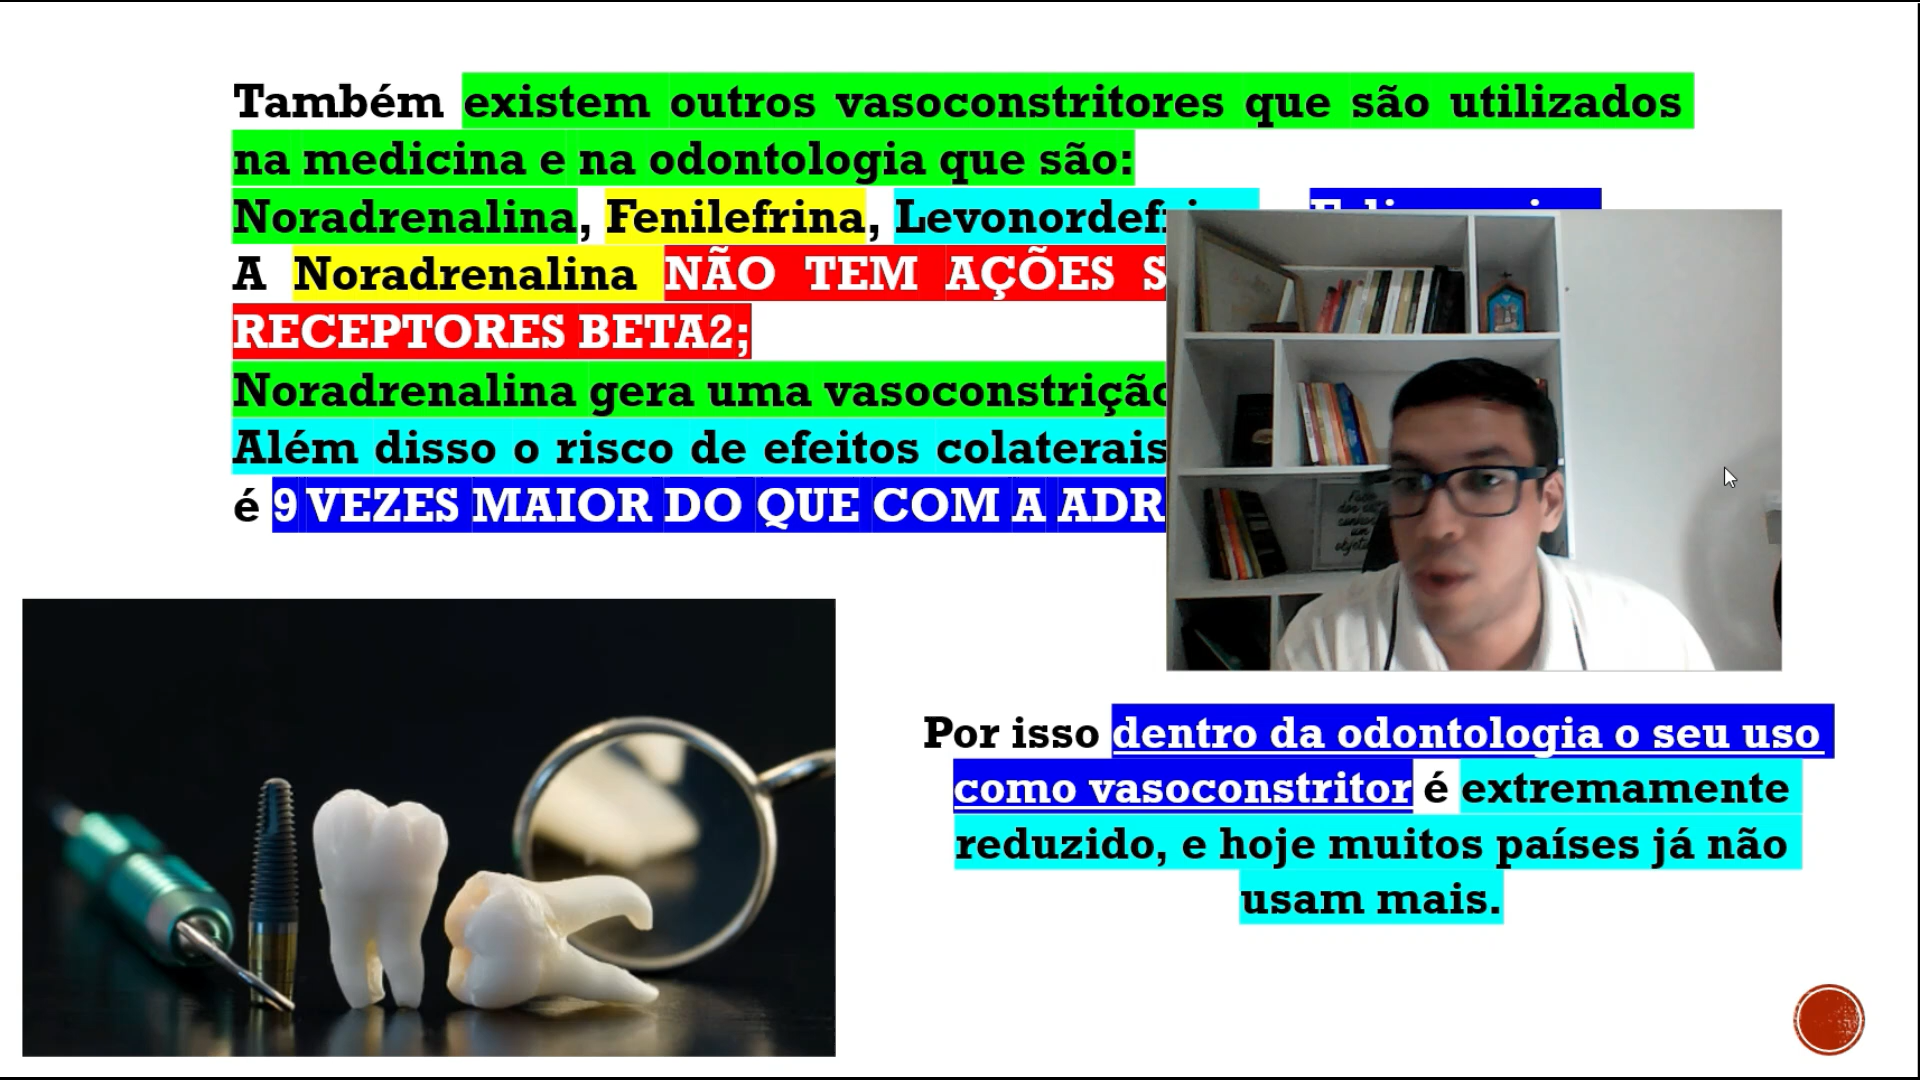 Também existem outros vasoconstritores que são utilizados
na medicina e na odontologia que são:
Noradrenalina, Fenilefrina,
A Noradrenalina NÃO TEM AÇÕES
RECEPTORES BETA2;
Noradrenalina gera uma vasoconstrição
Além disso o risco de efeitos colaterais
é 9 VEZES MAIOR DO QUE COM A
Por isso dentro da odontologia o seu uso
como vasoconstritor é extremamente
reduzido, e hoje muitos países já não
usam mais.